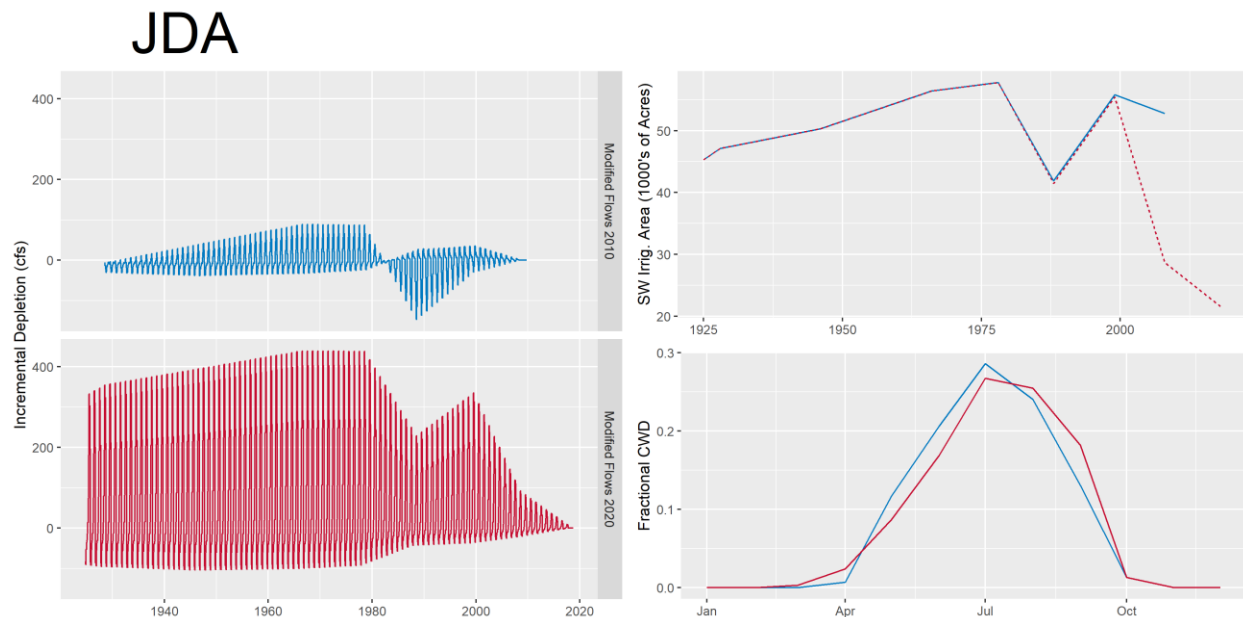 JDA
Incremental Depletion (cfs)
400
200
0
Modified Flows 2010
400
200
0
Modified Flows 2020
1940
1960
1980
2000
2020
SW Irrig. Area (1000's of Acres)
50
40
30
20
1925
1950
1975
2000
Fractional CWD
0.3
0.2
0.1
0.0
Jan
Apr
Jul
Oct